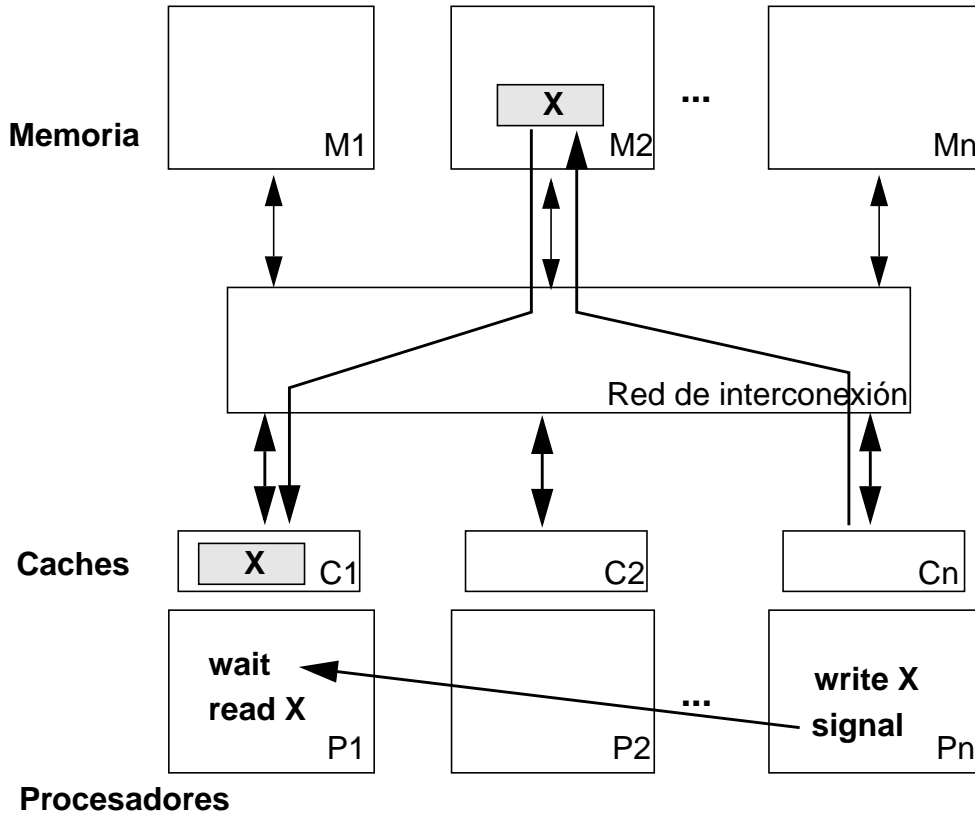 X
...
Memoria
M1
M2
Mn
Red de interconexión
Caches
X
C1
C2
Cn
wait
read X
P1
P2
...
write X
signal
Pn
Procesadores